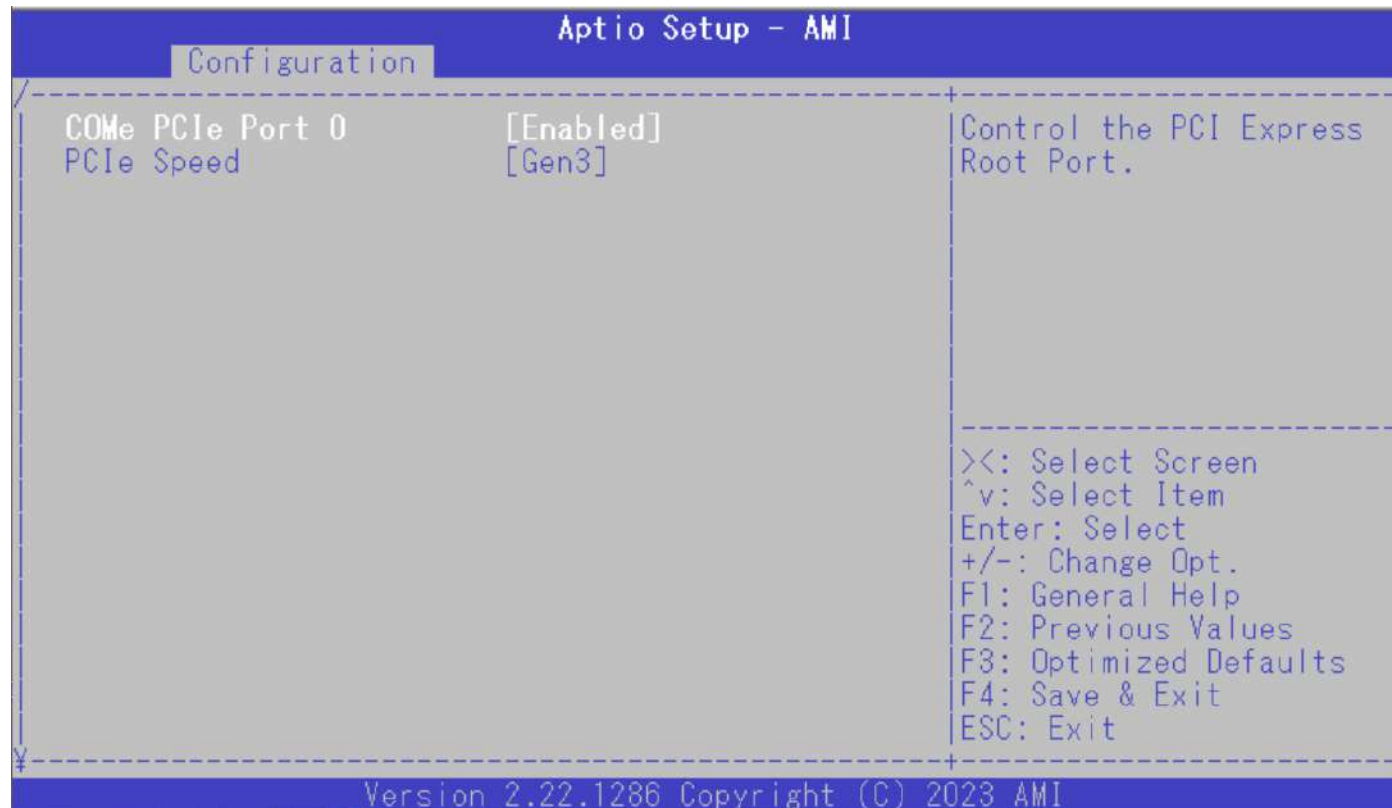 Aptio Setup - AMI
Configuration
COMe PCIe Port 0 [Enabled]
PCIe Speed [Gen3]
Control the PCI Express
Root Port.
><: Select Screen
^v: Select Item
Enter: Select
+/-: Change Opt.
F1: General Help
F2: Previous Values
F3: Optimized Defaults
F4: Save & Exit
ESC: Exit
Version 2.22.1286 Copyright (C) 2023 AMI